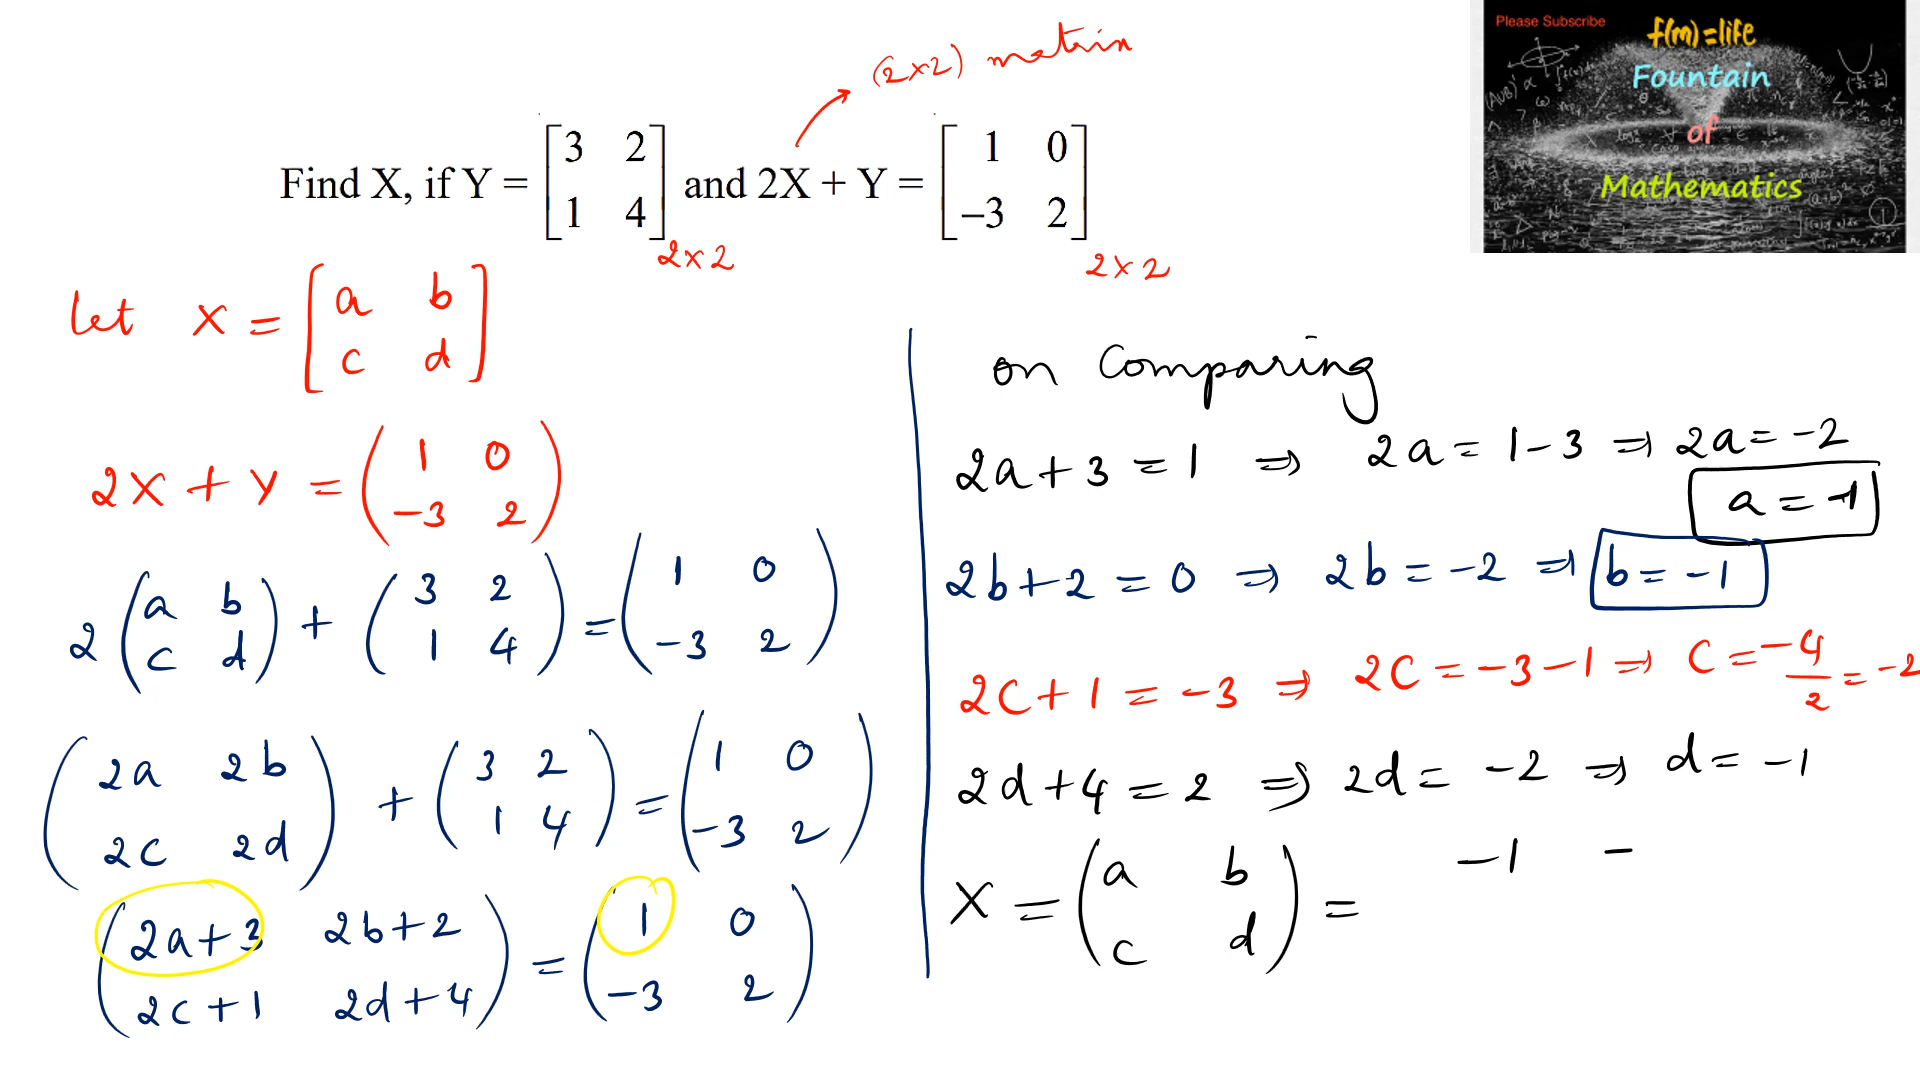 Please Subscribe
f(m)=life
Fountain
of
Mathematics
(2×2) matrix
Find X, if Y = [3 2; 1 4] and 2X + Y = [1 0; –3 2]
2×2
2×2
let X = [a b; c d]
2X + Y = (1 0; -3 2)
2 (a b; c d) + (3 2; 1 4) = (1 0; -3 2)
(2a 2b; 2c 2d) + (3 2; 1 4) = (1 0; -3 2)
(2a+3 2b+2; 2c+1 2d+4) = (1 0; -3 2)
on comparing
2a+3 = 1 ⇒ 2a = 1-3 ⇒ 2a = -2
a = -1
2b+2 = 0 ⇒ 2b = -2 ⇒ b = -1
2c+1 = -3 ⇒ 2c = -3-1 ⇒ c = -4/2 = -2
2d+4 = 2 ⇒ 2d = -2 ⇒ d = -1
X = (a b; c d) = -1 -